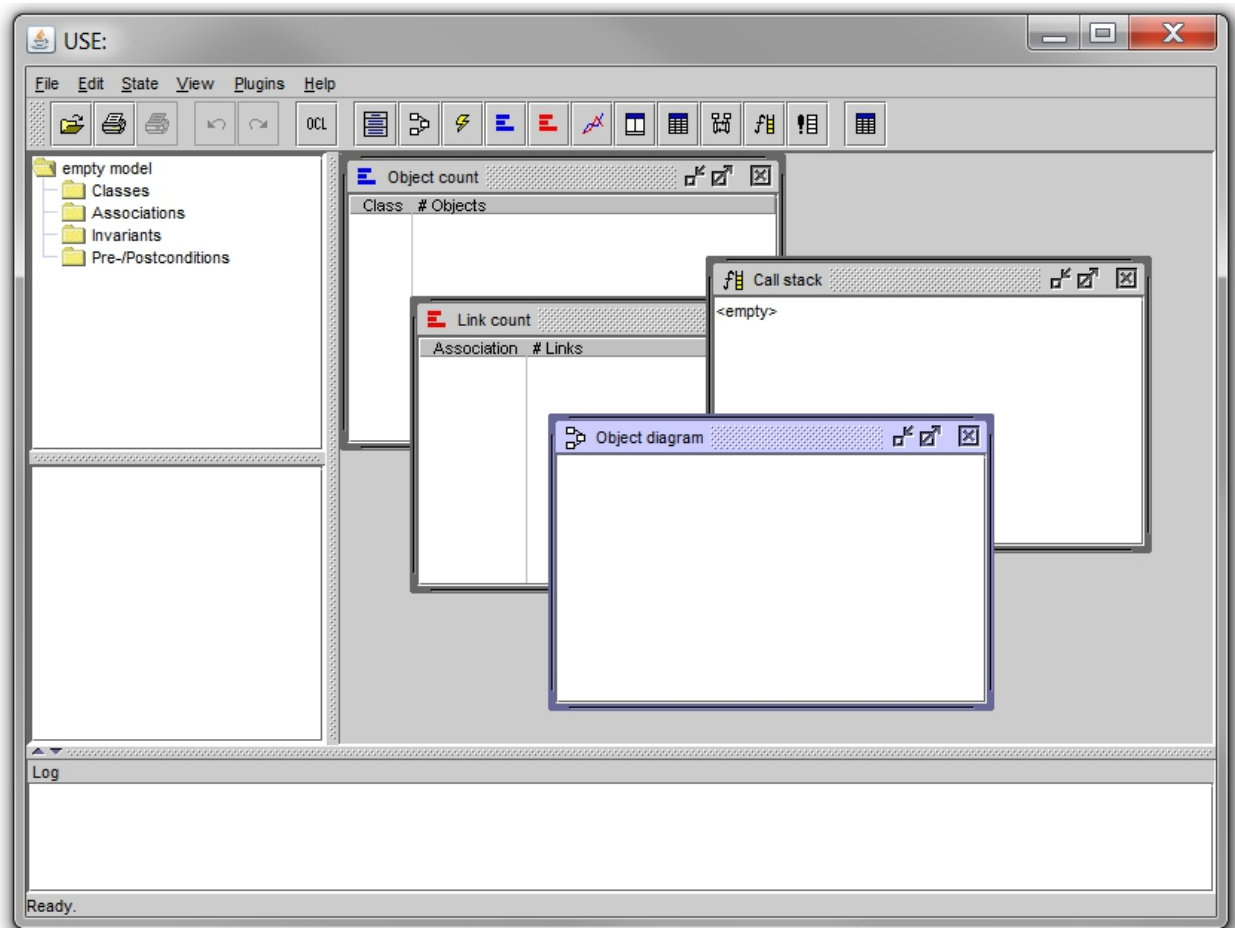 USE:
File Edit State View Plugins Help
OCL
empty model
Classes
Associations
Invariants
Pre-/Postconditions
Object count
Class # Objects
Call stack
<empty>
Link count
Association # Links
Object diagram
Log
Ready.